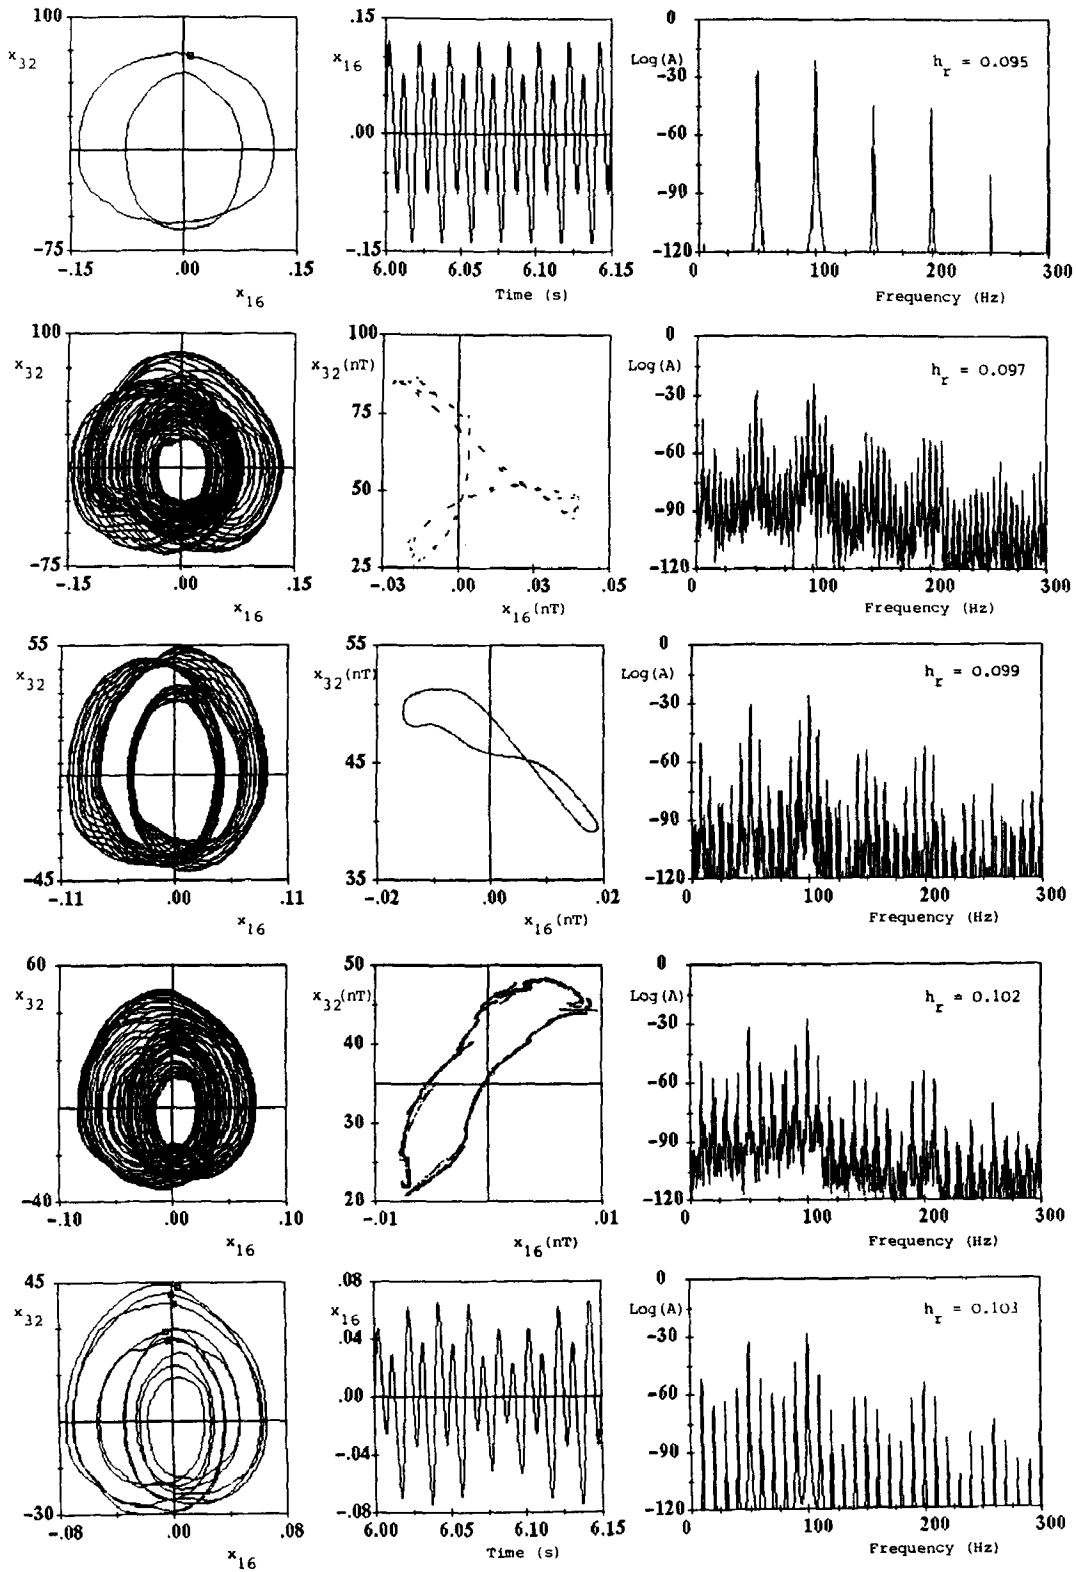 100
x32
-75
-.15 .00 .15
x16
.15
x16
.00
-.15
6.00 6.05 6.10 6.15
Time (s)
0
Log(A)
-30
-60
-90
-120
0 100 200 300
Frequency (Hz)
hr = 0.095
100
x32
-75
-.15 .00 .15
x16
100
x32(nT)
75
50
25
-.03 .00 .03 .05
x16(nT)
0
Log(A)
-30
-60
-90
-120
0 100 200 300
Frequency (Hz)
hr = 0.097
55
x32
-45
-.11 .00 .11
x16
55
x32(nT)
45
35
-.02 .00 .02
x16(nT)
0
Log(A)
-30
-60
-90
-120
0 100 200 300
Frequency (Hz)
hr = 0.099
60
x32
-40
-.10 .00 .10
x16
50
x32(nT)
40
30
20
-.01 .01
x16(nT)
0
Log(A)
-30
-60
-90
-120
0 100 200 300
Frequency (Hz)
hr = 0.102
45
x32
-30
-.08 .00 .08
x16
.08
x16
.04
.00
-.04
-.08
6.00 6.05 6.10 6.15
Time (s)
0
Log(A)
-30
-60
-90
-120
0 100 200 300
Frequency (Hz)
hr = 0.103